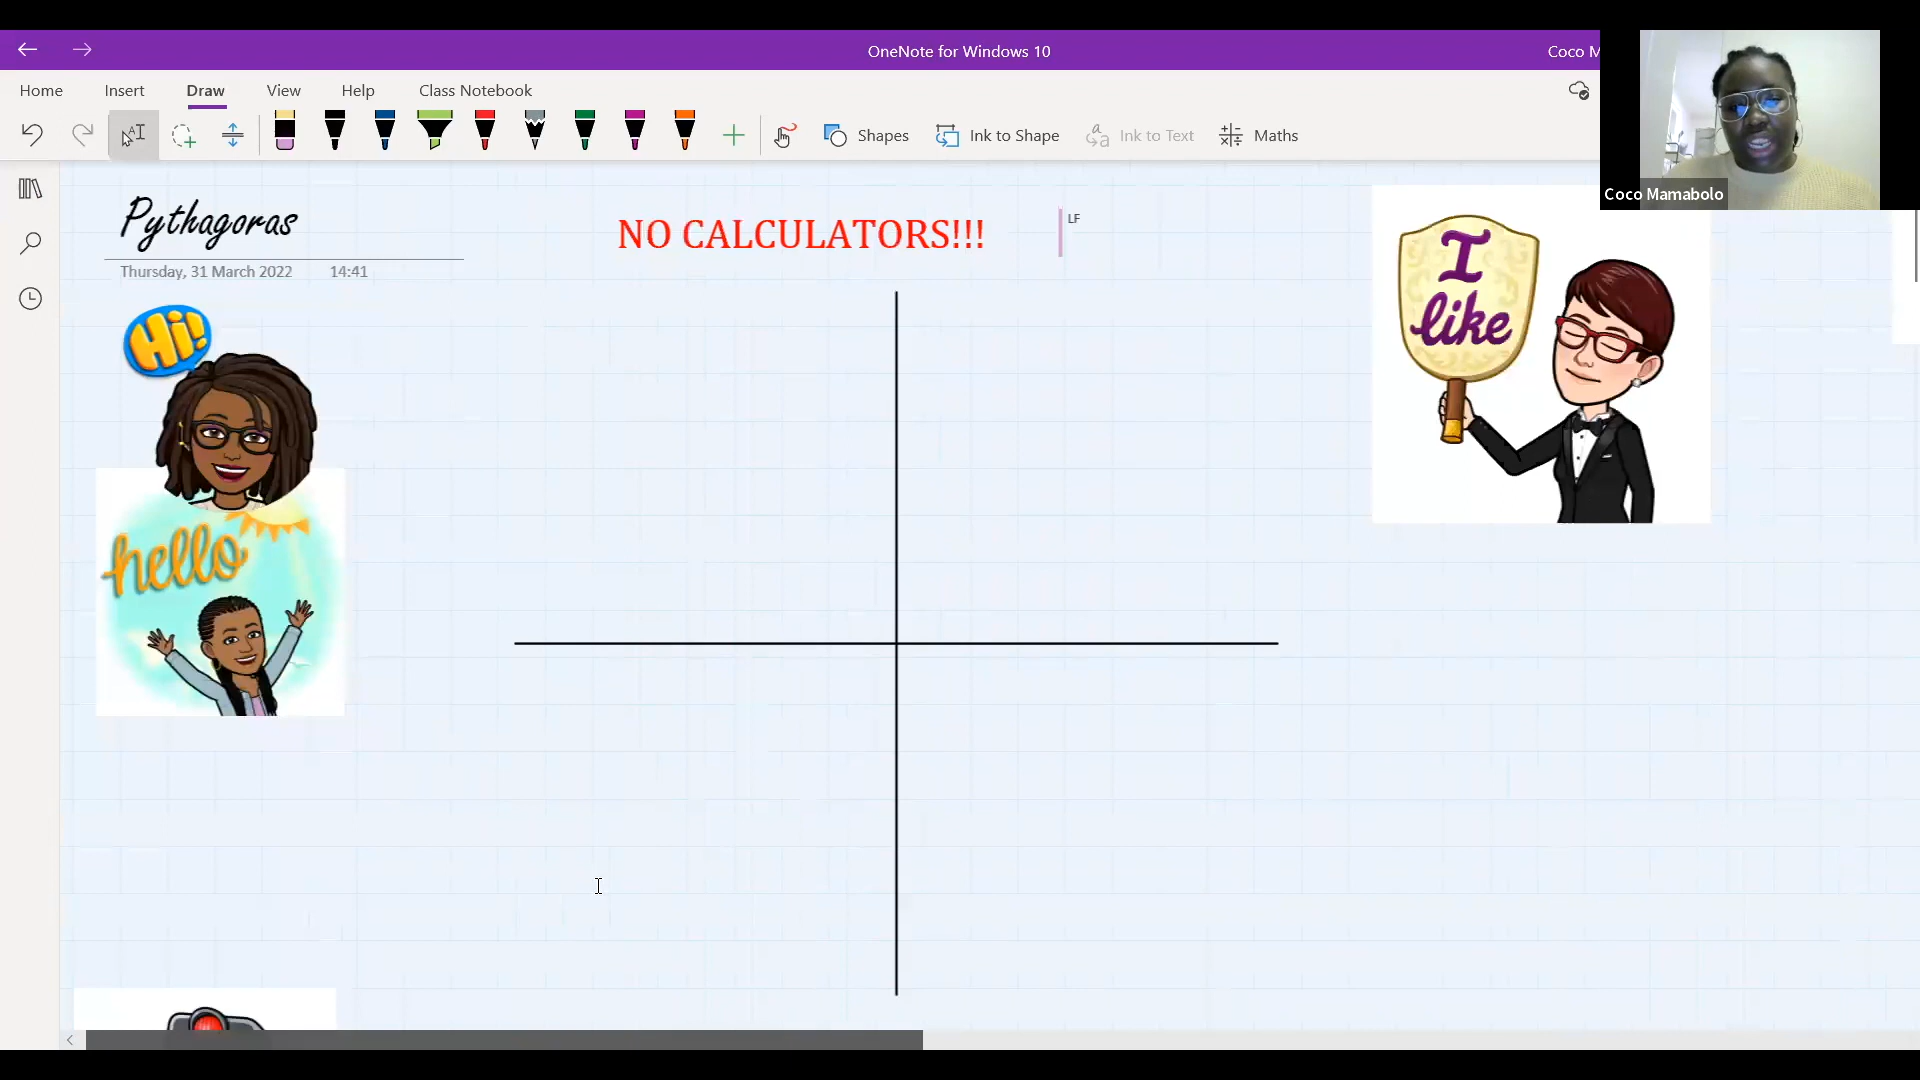 OneNote for Windows 10
Coco M
Home
Insert
Draw
View
Help
Class Notebook
Shapes
Ink to Shape
Ink to Text
Maths
Coco Mamabolo
Pythagoras
NO CALCULATORS!!!
LF
Thursday, 31 March 2022 14:41
Hi!
I
like
hello